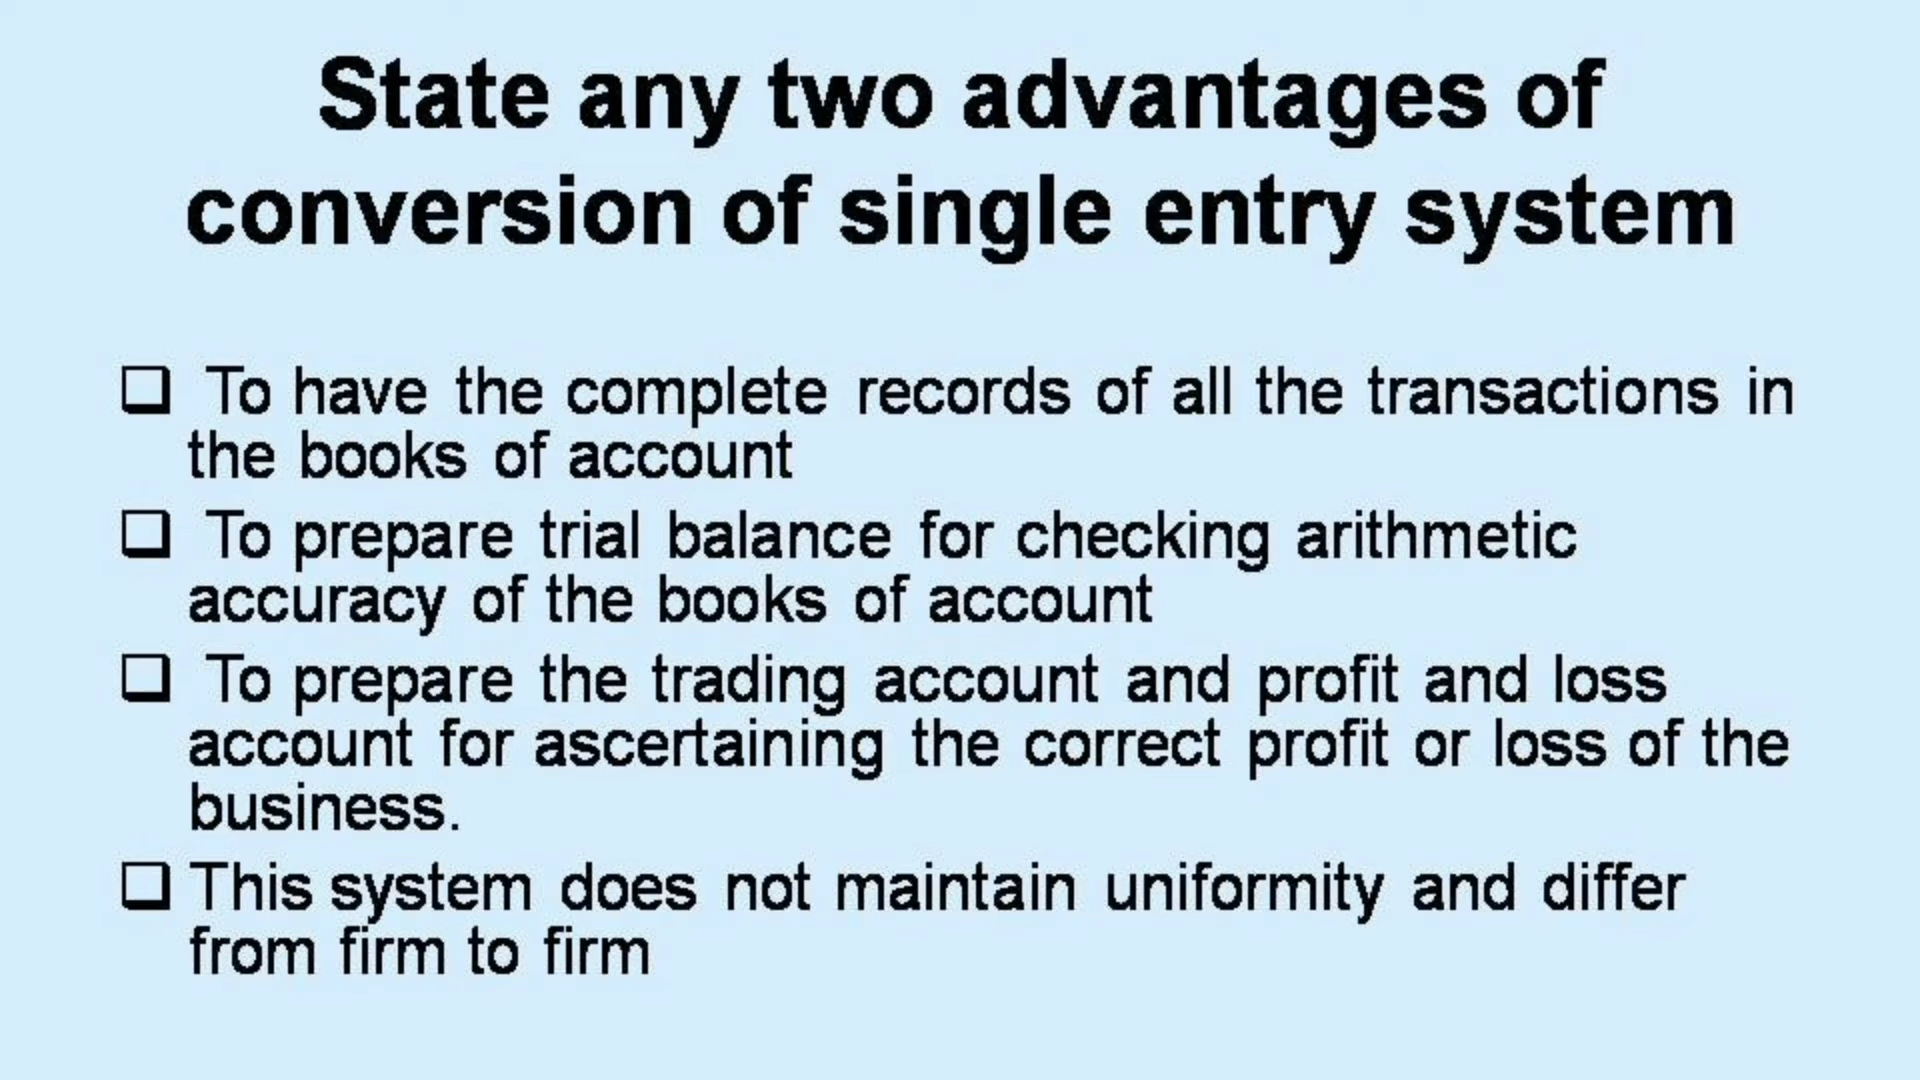 State any two advantages of
conversion of single entry system
❑ To have the complete records of all the transactions in
the books of account
❑ To prepare trial balance for checking arithmetic
accuracy of the books of account
❑ To prepare the trading account and profit and loss
account for ascertaining the correct profit or loss of the
business.
❑ This system does not maintain uniformity and differ
from firm to firm